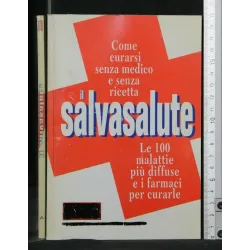 Come
curarsi
senza medico
e senza
ricetta
il
salvasalute
Le 100
malattie
più diffuse
e i farmaci
per curarle